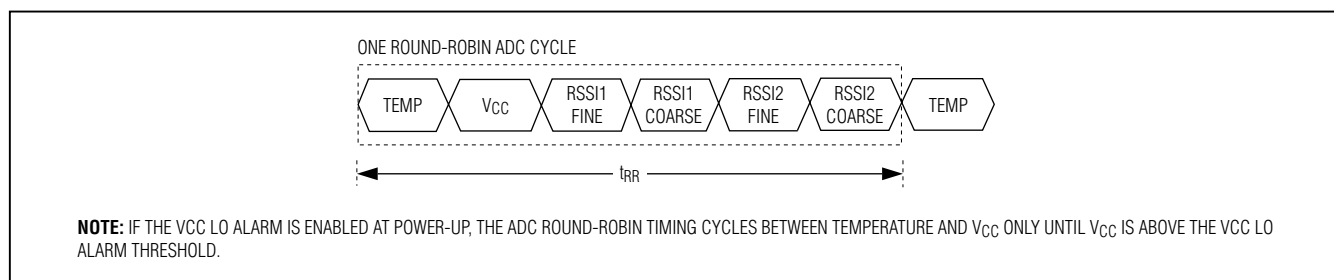 ONE ROUND-ROBIN ADC CYCLE
TEMP VCC RSSI1 FINE RSSI1 COARSE RSSI2 FINE RSSI2 COARSE TEMP
tRR
NOTE: IF THE VCC LO ALARM IS ENABLED AT POWER-UP, THE ADC ROUND-ROBIN TIMING CYCLES BETWEEN TEMPERATURE AND VCC ONLY UNTIL VCC IS ABOVE THE VCC LO
ALARM THRESHOLD.